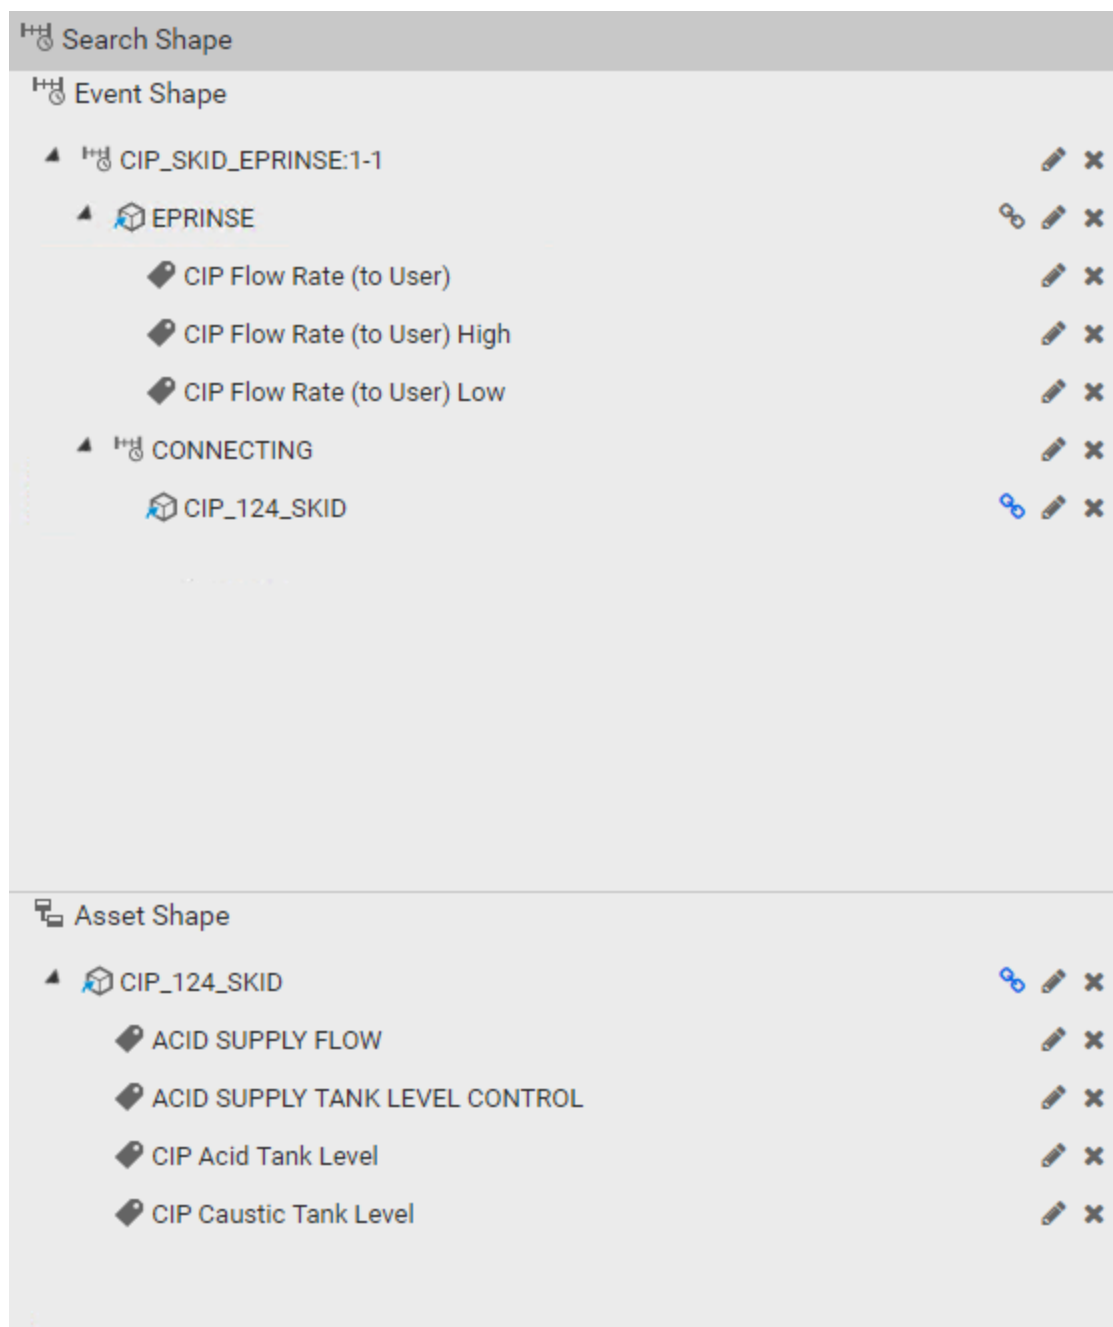 Search Shape
Event Shape
CIP_SKID_EPRINSE:1-1
EPRINSE
CIP Flow Rate (to User)
CIP Flow Rate (to User) High
CIP Flow Rate (to User) Low
CONNECTING
CIP_124_SKID
Asset Shape
CIP_124_SKID
ACID SUPPLY FLOW
ACID SUPPLY TANK LEVEL CONTROL
CIP Acid Tank Level
CIP Caustic Tank Level